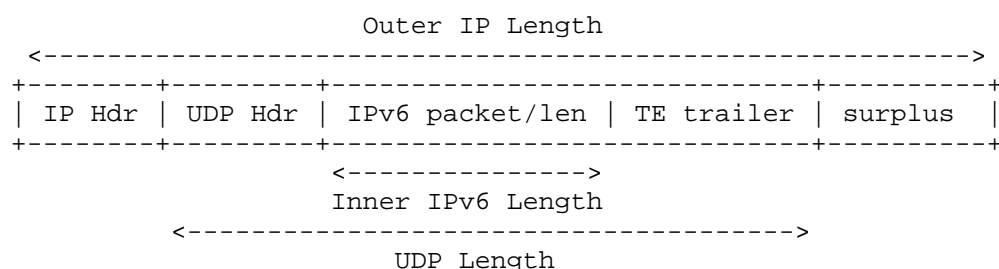 Outer IP Length
<---------------------------------------------------------->
+--------+---------+------------------------------+----------+
| IP Hdr | UDP Hdr | IPv6 packet/len | TE trailer | surplus  |
+--------+---------+------------------------------+----------+
<--------------->
Inner IPv6 Length
<--------------------------------------->
UDP Length